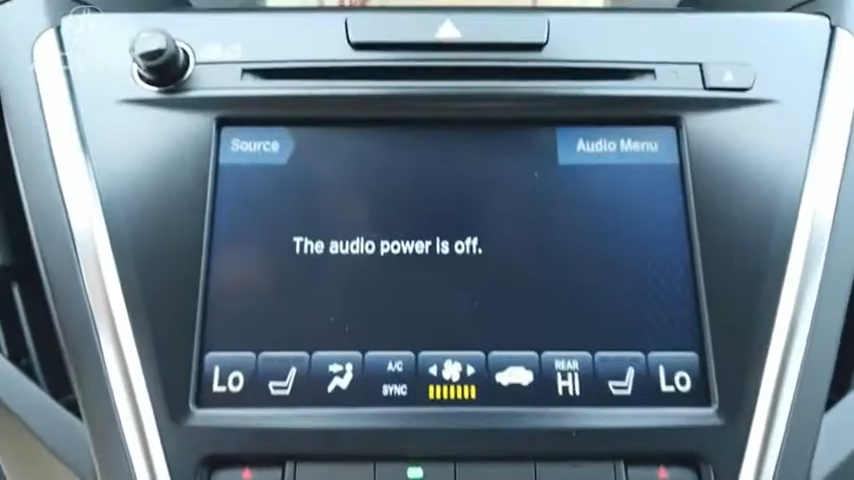 Source
Audio Menu
The audio power is off.
LO
A/C
SYNC
REAR
HI
LO